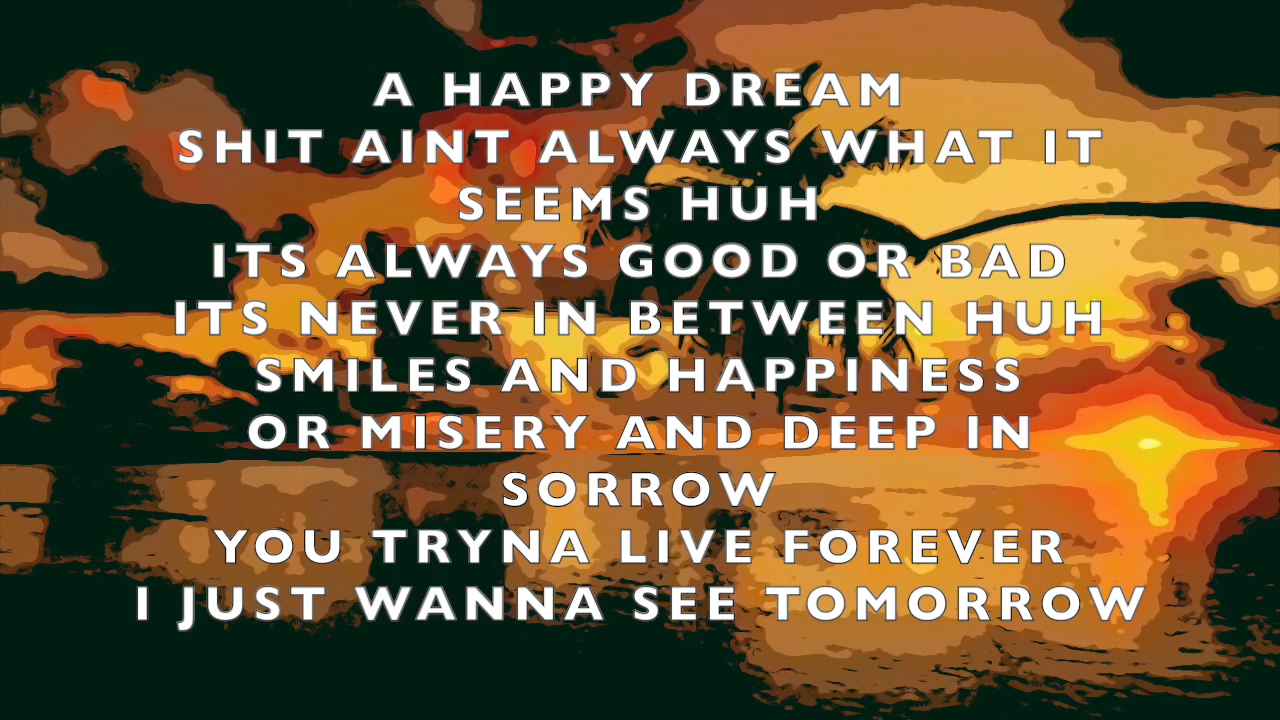 A HAPPY DREAM
SHIT AINT ALWAYS WHAT IT
SEEMS HUH
ITS ALWAYS GOOD OR BAD
ITS NEVER IN BETWEEN HUH
SMILES AND HAPPINESS
OR MISERY AND DEEP IN
SORROW
YOU TRYNA LIVE FOREVER
I JUST WANNA SEE TOMORROW